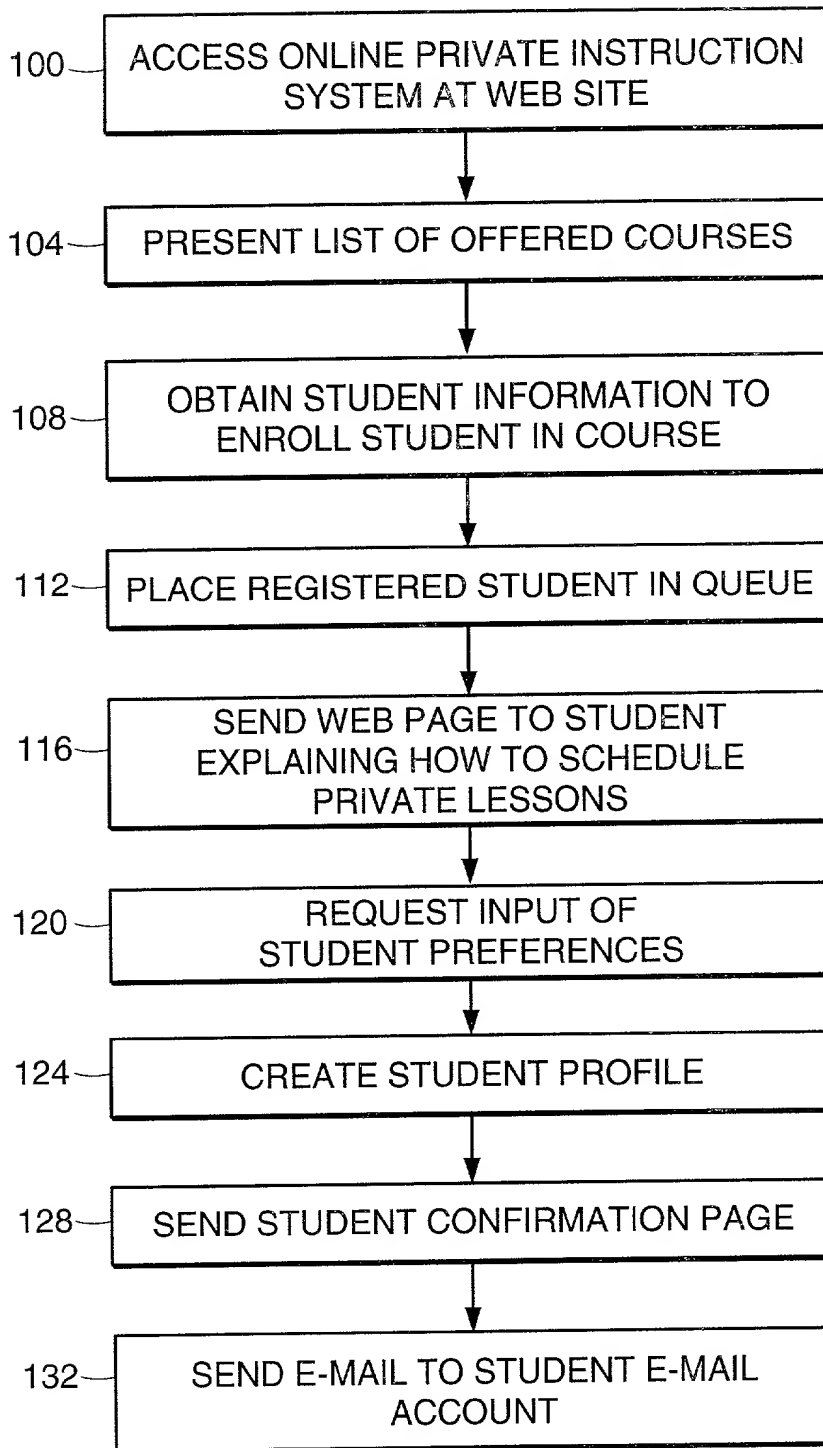 100 ACCESS ONLINE PRIVATE INSTRUCTION
SYSTEM AT WEB SITE
104 PRESENT LIST OF OFFERED COURSES
108 OBTAIN STUDENT INFORMATION TO
ENROLL STUDENT IN COURSE
112 PLACE REGISTERED STUDENT IN QUEUE
116 SEND WEB PAGE TO STUDENT
EXPLAINING HOW TO SCHEDULE
PRIVATE LESSONS
120 REQUEST INPUT OF
STUDENT PREFERENCES
124 CREATE STUDENT PROFILE
128 SEND STUDENT CONFIRMATION PAGE
132 SEND E-MAIL TO STUDENT E-MAIL
ACCOUNT